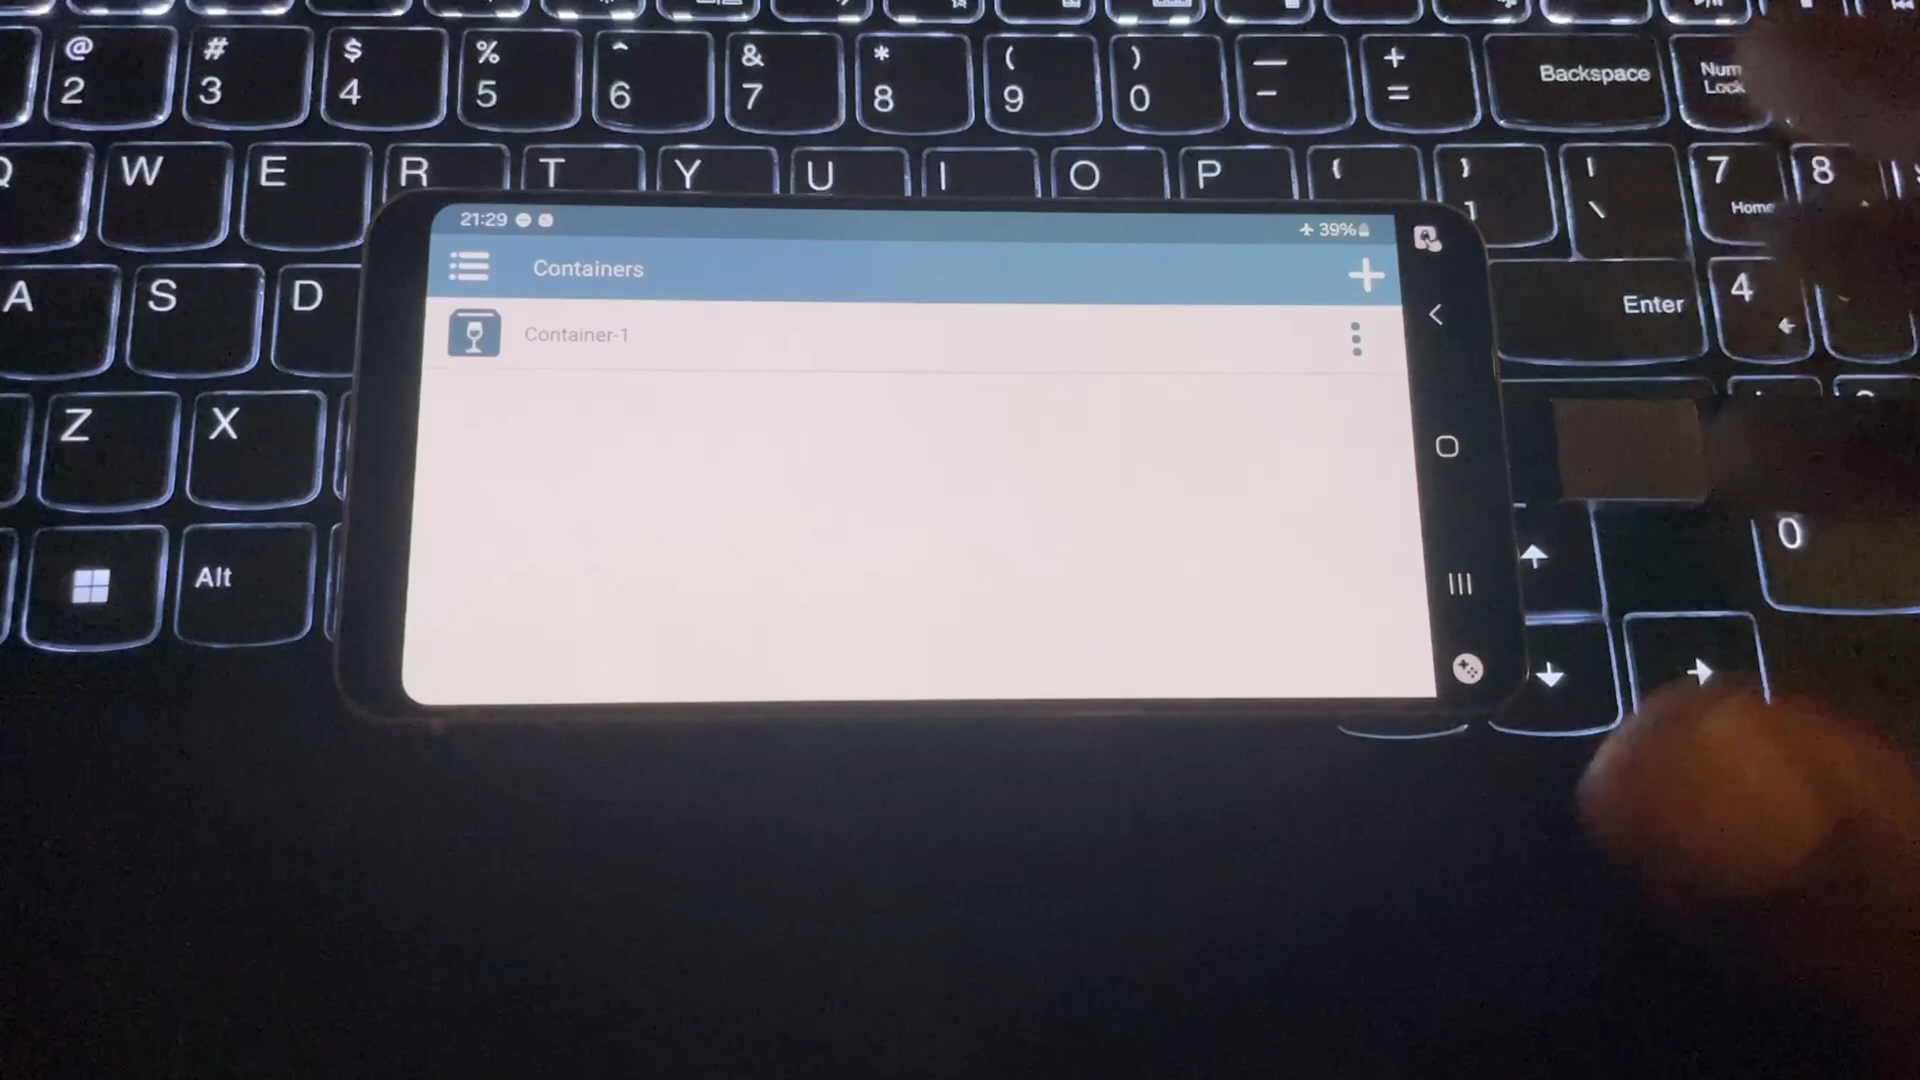 @ # $ % ^ & * ( ) — +
2 3 4 5 6 7 8 9 0 - = Backspace Num Lock
Q W E R T Y U I O P { } | 7 8
] \ Home
21:29 39%
Containers
Container-1
A S D Enter 4
Z X
Alt 0